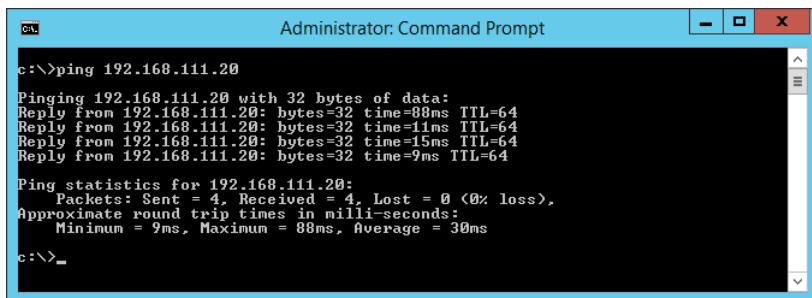 Administrator: Command Prompt
c:\>ping 192.168.111.20
Pinging 192.168.111.20 with 32 bytes of data:
Reply from 192.168.111.20: bytes=32 time=88ms TTL=64
Reply from 192.168.111.20: bytes=32 time=11ms TTL=64
Reply from 192.168.111.20: bytes=32 time=15ms TTL=64
Reply from 192.168.111.20: bytes=32 time=9ms TTL=64
Ping statistics for 192.168.111.20:
Packets: Sent = 4, Received = 4, Lost = 0 (0% loss),
Approximate round trip times in milli-seconds:
Minimum = 9ms, Maximum = 88ms, Average = 30ms
c:\>_